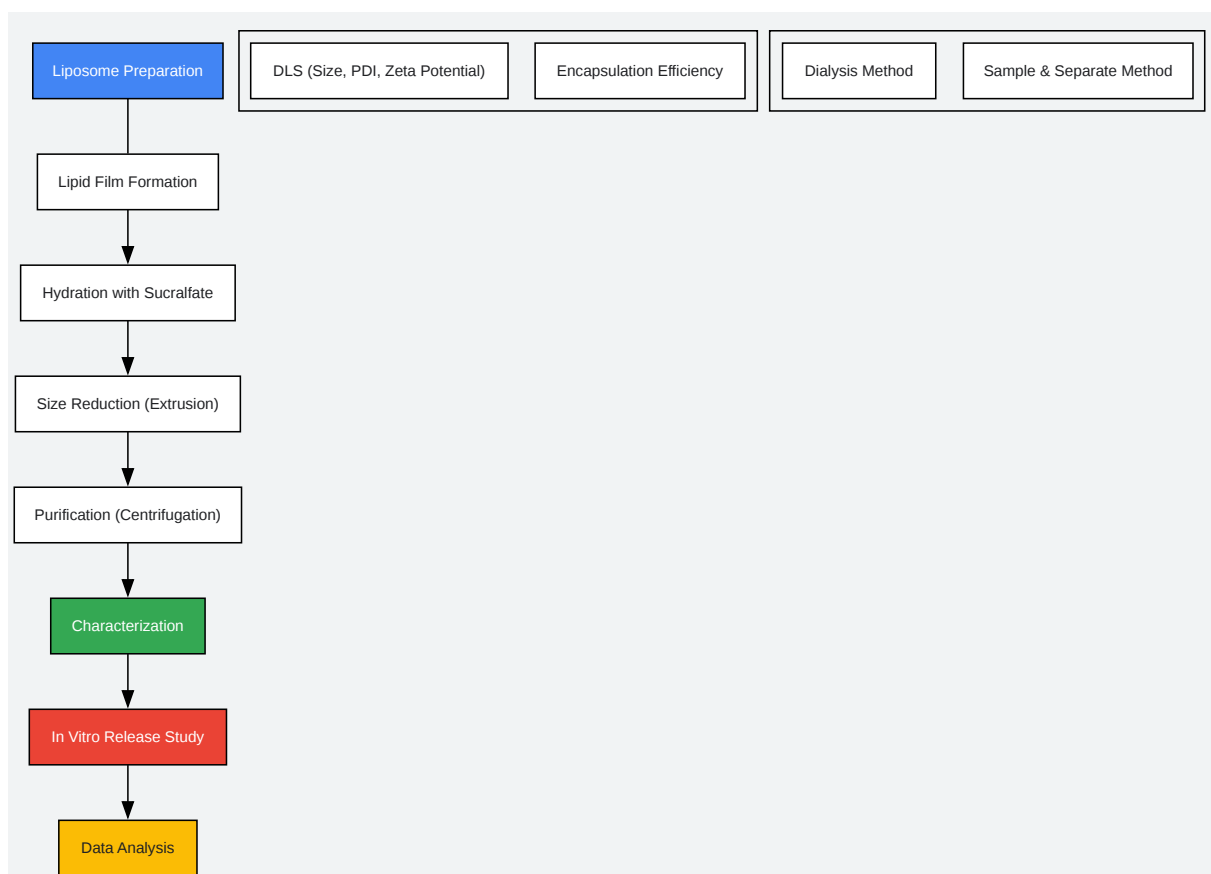 Liposome Preparation
DLS (Size, PDI, Zeta Potential)
Encapsulation Efficiency
Dialysis Method
Sample & Separate Method
Lipid Film Formation
Hydration with Sucralfate
Size Reduction (Extrusion)
Purification (Centrifugation)
Characterization
In Vitro Release Study
Data Analysis